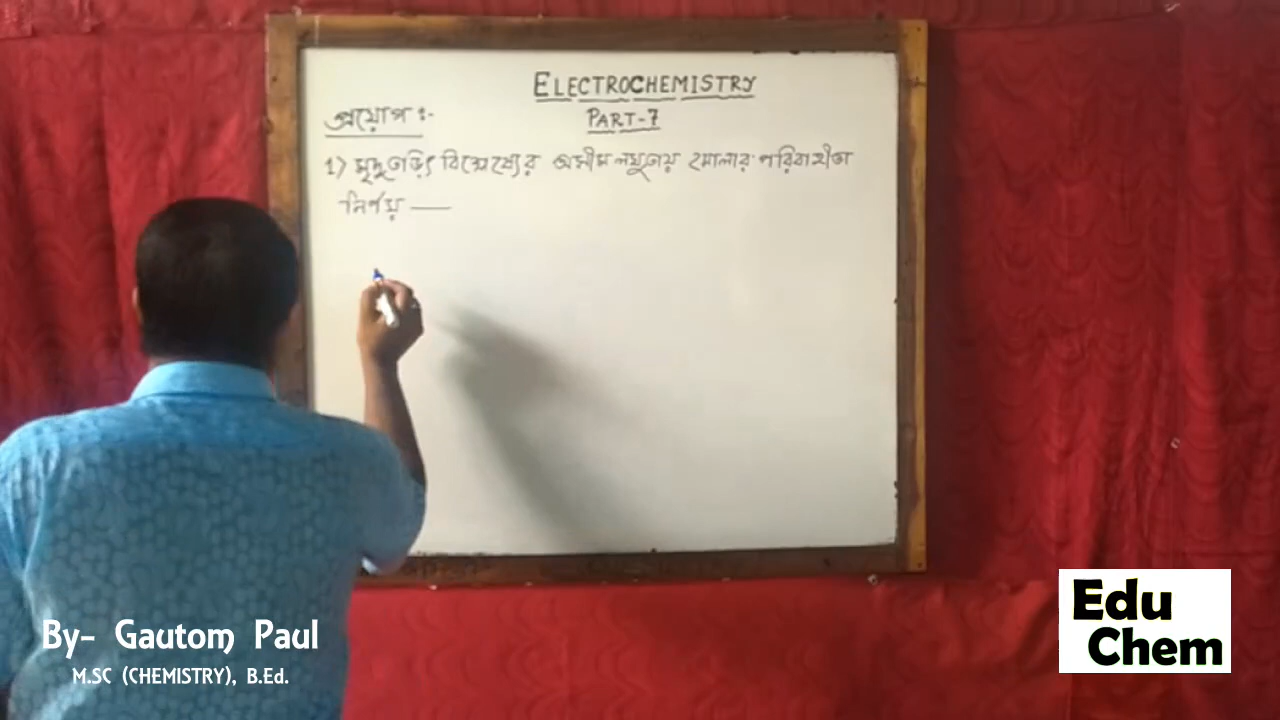 ELECTROCHEMISTRY
PART-7
প্রয়োগ :-
1) মৃদুতড়িৎ বিশ্লেষ্যের অসীম লঘুতায় মোলার পরিবাহীতা
নির্ণয় —
By- Gautom Paul
M.SC (CHEMISTRY), B.Ed.
Edu
Chem